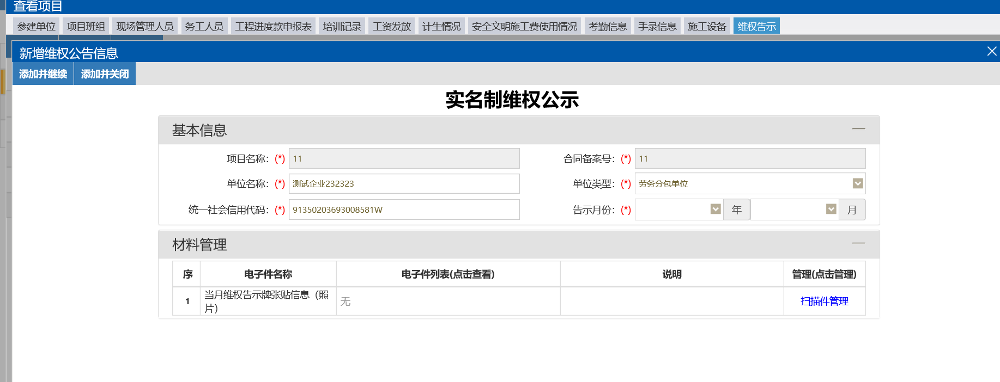 查看项目
参建单位 项目班组 现场管理人员 务工人员 工程进度款申报表 培训记录 工资发放 计生情况 安全文明施工费使用情况 考勤信息 手录信息 施工设备 维权告示
新增维权公告信息
添加并继续 添加并关闭
实名制维权公示
基本信息
项目名称：(*) 11 合同备案号：(*) 11
单位名称：(*) 测试企业232323 单位类型：(*) 劳务分包单位
统一社会信用代码：(*) 91350203693008581W 告示月份：(*) 年 月
材料管理
序 电子件名称 电子件列表(点击查看) 说明 管理(点击管理)
1 当月维权告示牌张贴信息（照
片） 无 扫描件管理